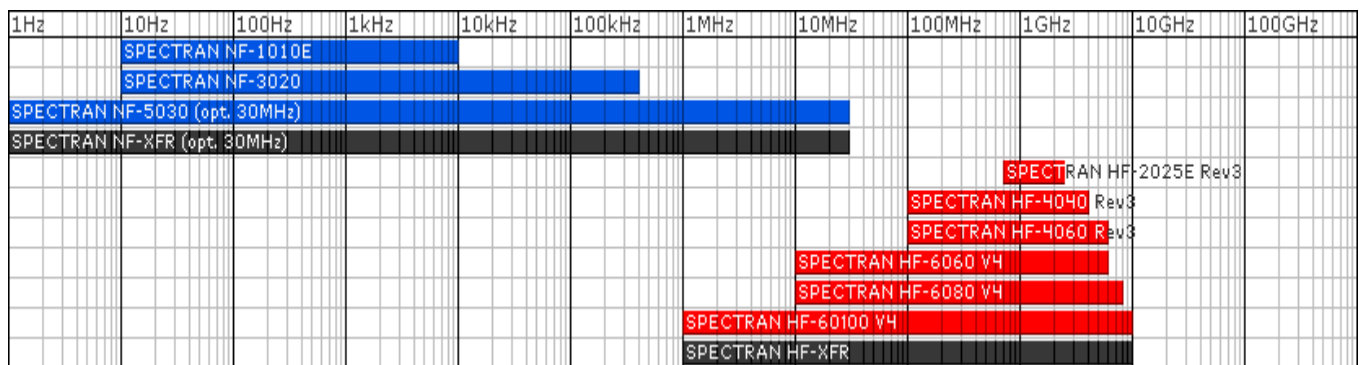 1Hz 10Hz 100Hz 1kHz 10kHz 100kHz 1MHz 10MHz 100MHz 1GHz 10GHz 100GHz
SPECTRAN NF-1010E
SPECTRAN NF-3020
SPECTRAN NF-5030 (opt. 30MHz)
SPECTRAN NF-XFR (opt. 30MHz)
SPECTRAN HF-2025E Rev3
SPECTRAN HF-4040 Rev3
SPECTRAN HF-4060 Rev3
SPECTRAN HF-6060 V4
SPECTRAN HF-6080 V4
SPECTRAN HF-60100 V4
SPECTRAN HF-XFR